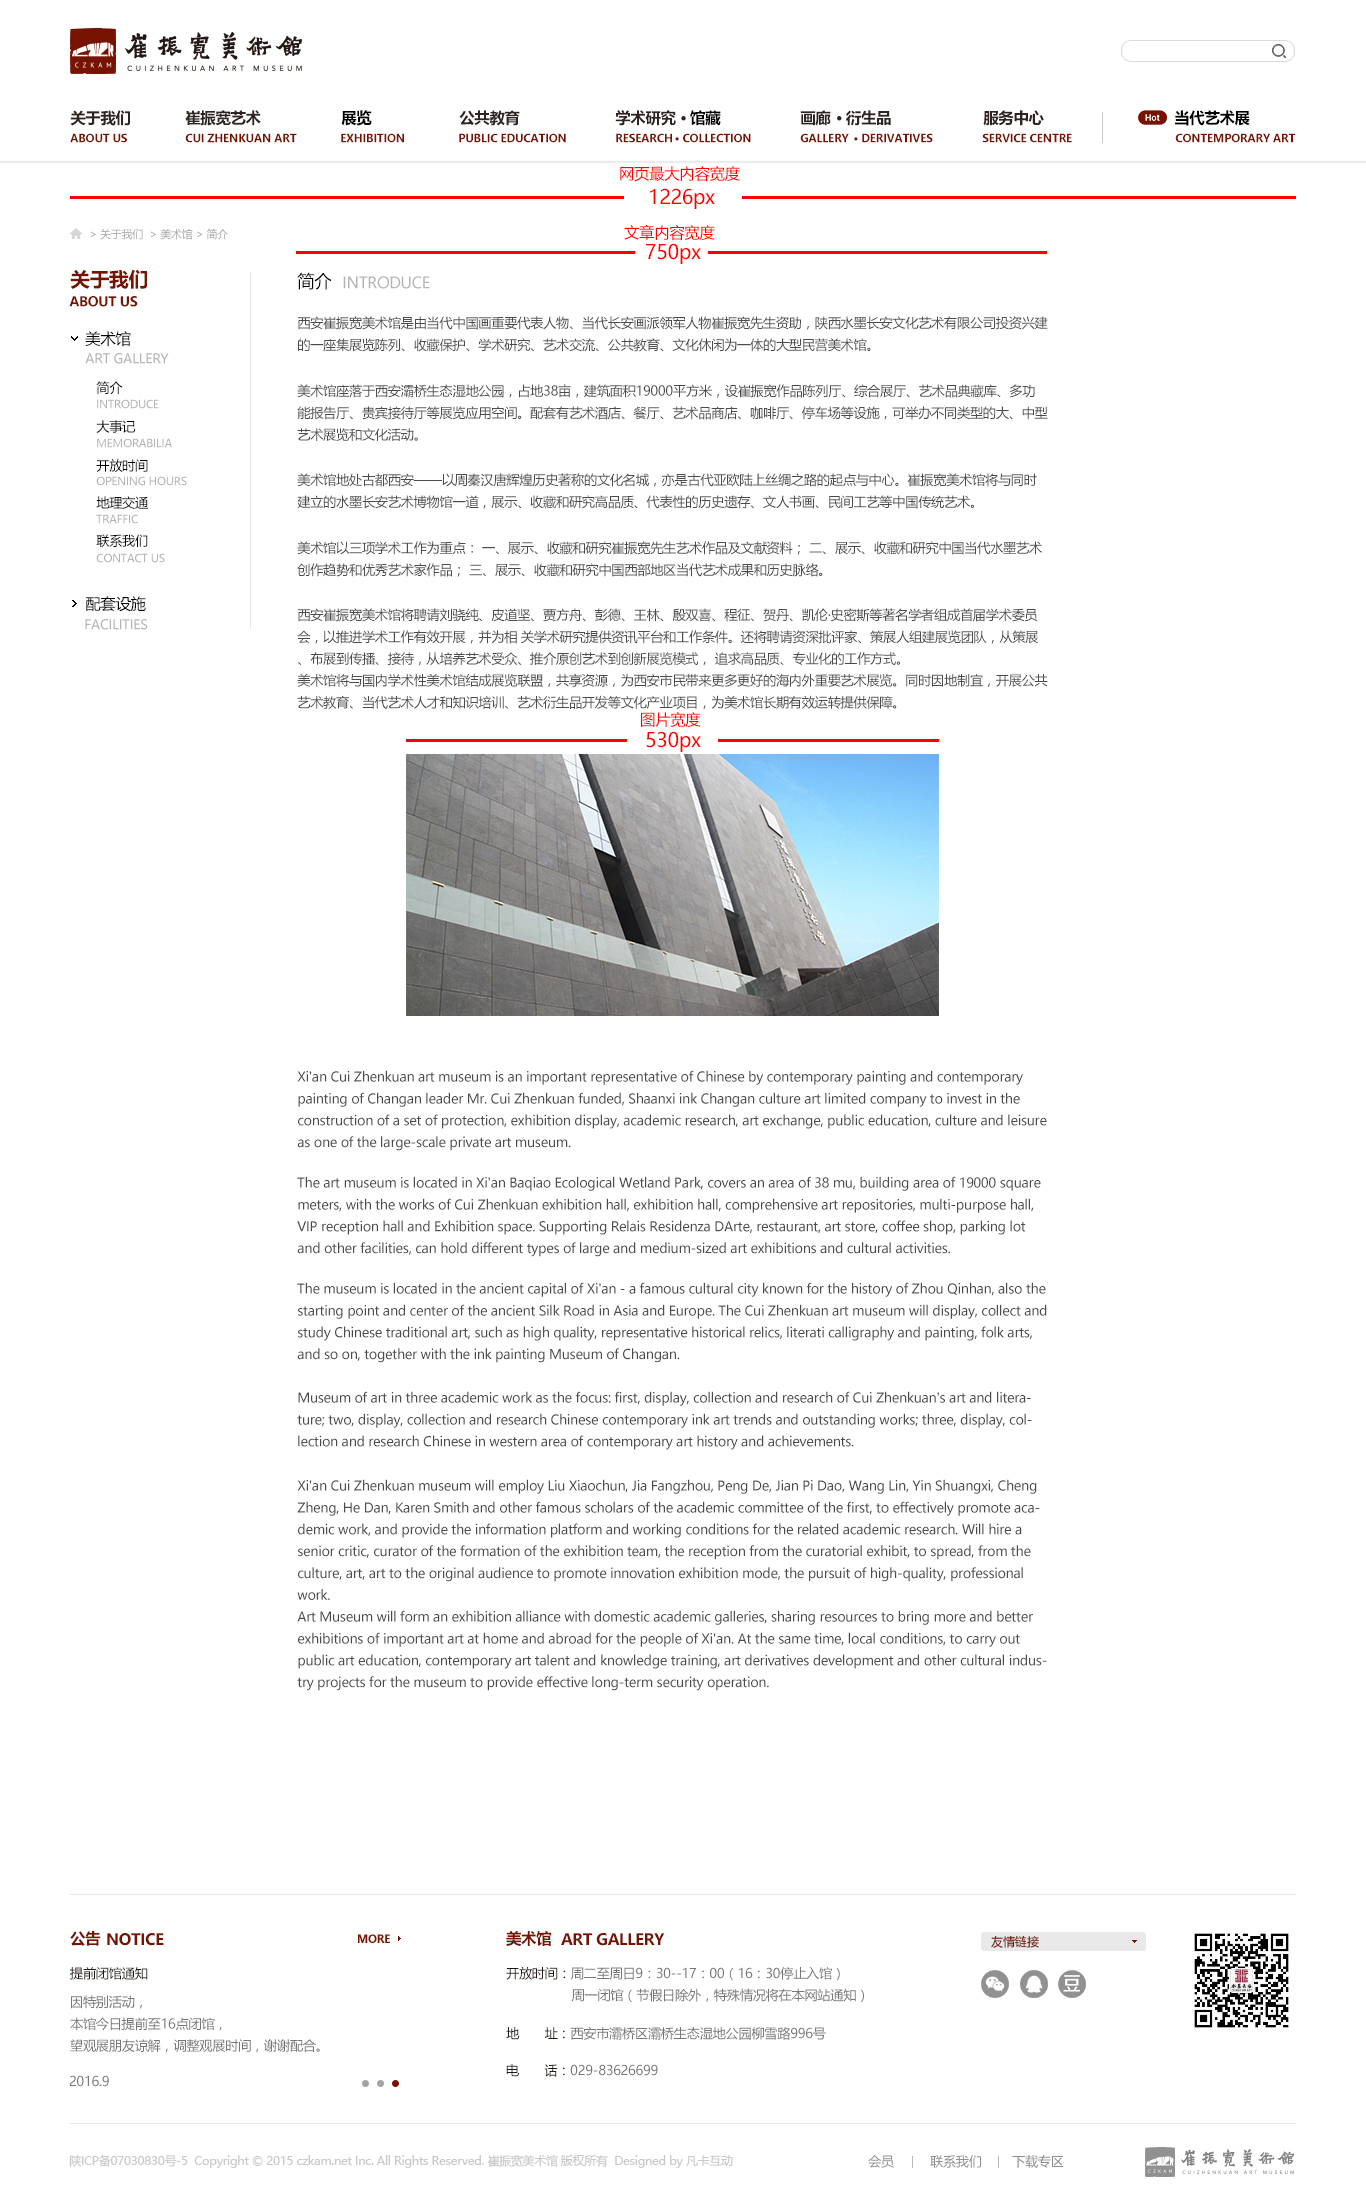 崔振寬美術館
CZKAM
CUIZHENKUAN ART MUSEUM
关于我们 崔振宽艺术 展览 公共教育 学术研究·馆藏 画廊·衍生品 服务中心 Hot 当代艺术展
ABOUT US CUI ZHENKUAN ART EXHIBITION PUBLIC EDUCATION RESEARCH·COLLECTION GALLERY ·DERIVATIVES SERVICE CENTRE CONTEMPORARY ART
网页最大内容宽度
1226px
> 关于我们 > 美术馆 > 简介
文章内容宽度
750px
关于我们
ABOUT US
美术馆
ART GALLERY
简介
INTRODUCE
大事记
MEMORABILIA
开放时间
OPENING HOURS
地理交通
TRAFFIC
联系我们
CONTACT US
配套设施
FACILITIES
简介 INTRODUCE
西安崔振宽美术馆是由当代中国画重要代表人物、当代长安画派领军人物崔振宽先生资助，陕西水墨长安文化艺术有限公司投资兴建
的一座集展览陈列、收藏保护、学术研究、艺术交流、公共教育、文化休闲为一体的大型民营美术馆。
美术馆座落于西安灞桥生态湿地公园，占地38亩，建筑面积19000平方米，设崔振宽作品陈列厅、综合展厅、艺术品典藏库、多功
能报告厅、贵宾接待厅等展览应用空间。配套有艺术酒店、餐厅、艺术品商店、咖啡厅、停车场等设施，可举办不同类型的大、中型
艺术展览和文化活动。
美术馆地处古都西安——以周秦汉唐辉煌历史著称的文化名城，亦是古代亚欧陆上丝绸之路的起点与中心。崔振宽美术馆将与同时
建立的水墨长安艺术博物馆一道，展示、收藏和研究高品质、代表性的历史遗存、文人书画、民间工艺等中国传统艺术。
美术馆以三项学术工作为重点： 一、展示、收藏和研究崔振宽先生艺术作品及文献资料； 二、展示、收藏和研究中国当代水墨艺术
创作趋势和优秀艺术家作品； 三、展示、收藏和研究中国西部地区当代艺术成果和历史脉络。
西安崔振宽美术馆将聘请刘骁纯、皮道坚、贾方舟、彭德、王林、殷双喜、程征、贺丹、凯伦·史密斯等著名学者组成首届学术委员
会，以推进学术工作有效开展，并为相 关学术研究提供资讯平台和工作条件。还将聘请资深批评家、策展人组建展览团队，从策展
、布展到传播、接待，从培养艺术受众、推介原创艺术到创新展览模式， 追求高品质、专业化的工作方式。
美术馆将与国内学术性美术馆结成展览联盟，共享资源，为西安市民带来更多更好的海内外重要艺术展览。同时因地制宜，开展公共
艺术教育、当代艺术人才和知识培训、艺术衍生品开发等文化产业项目，为美术馆长期有效运转提供保障。
图片宽度
530px
Xi'an Cui Zhenkuan art museum is an important representative of Chinese by contemporary painting and contemporary
painting of Changan leader Mr. Cui Zhenkuan funded, Shaanxi ink Changan culture art limited company to invest in the
construction of a set of protection, exhibition display, academic research, art exchange, public education, culture and leisure
as one of the large-scale private art museum.
The art museum is located in Xi'an Baqiao Ecological Wetland Park, covers an area of 38 mu, building area of 19000 square
meters, with the works of Cui Zhenkuan exhibition hall, exhibition hall, comprehensive art repositories, multi-purpose hall,
VIP reception hall and Exhibition space. Supporting Relais Residenza DArte, restaurant, art store, coffee shop, parking lot
and other facilities, can hold different types of large and medium-sized art exhibitions and cultural activities.
The museum is located in the ancient capital of Xi'an - a famous cultural city known for the history of Zhou Qinhan, also the
starting point and center of the ancient Silk Road in Asia and Europe. The Cui Zhenkuan art museum will display, collect and
study Chinese traditional art, such as high quality, representative historical relics, literati calligraphy and painting, folk arts,
and so on, together with the ink painting Museum of Changan.
Museum of art in three academic work as the focus: first, display, collection and research of Cui Zhenkuan's art and litera-
ture; two, display, collection and research Chinese contemporary ink art trends and outstanding works; three, display, col-
lection and research Chinese in western area of contemporary art history and achievements.
Xi'an Cui Zhenkuan museum will employ Liu Xiaochun, Jia Fangzhou, Peng De, Jian Pi Dao, Wang Lin, Yin Shuangxi, Cheng
Zheng, He Dan, Karen Smith and other famous scholars of the academic committee of the first, to effectively promote aca-
demic work, and provide the information platform and working conditions for the related academic research. Will hire a
senior critic, curator of the formation of the exhibition team, the reception from the curatorial exhibit, to spread, from the
culture, art, art to the original audience to promote innovation exhibition mode, the pursuit of high-quality, professional
work.
Art Museum will form an exhibition alliance with domestic academic galleries, sharing resources to bring more and better
exhibitions of important art at home and abroad for the people of Xi'an. At the same time, local conditions, to carry out
public art education, contemporary art talent and knowledge training, art derivatives development and other cultural indus-
try projects for the museum to provide effective long-term security operation.
公告 NOTICE MORE
提前闭馆通知
因特别活动，
本馆今日提前至16点闭馆，
望观展朋友谅解，调整观展时间，谢谢配合。
2016.9
美术馆 ART GALLERY
开放时间：周二至周日9：30--17：00（16：30停止入馆）
周一闭馆（节假日除外，特殊情况将在本网站通知）
地 址：西安市灞桥区灞桥生态湿地公园柳雪路996号
电 话：029-83626699
友情链接
豆
陕ICP备07030830号-5 Copyright © 2015 czkam.net Inc. All Rights Reserved. 崔振宽美术馆 版权所有 Designed by 凡卡互动
会员 | 联系我们 | 下载专区
崔振寬美術館
CZKAM
CUIZHENKUAN ART MUSEUM